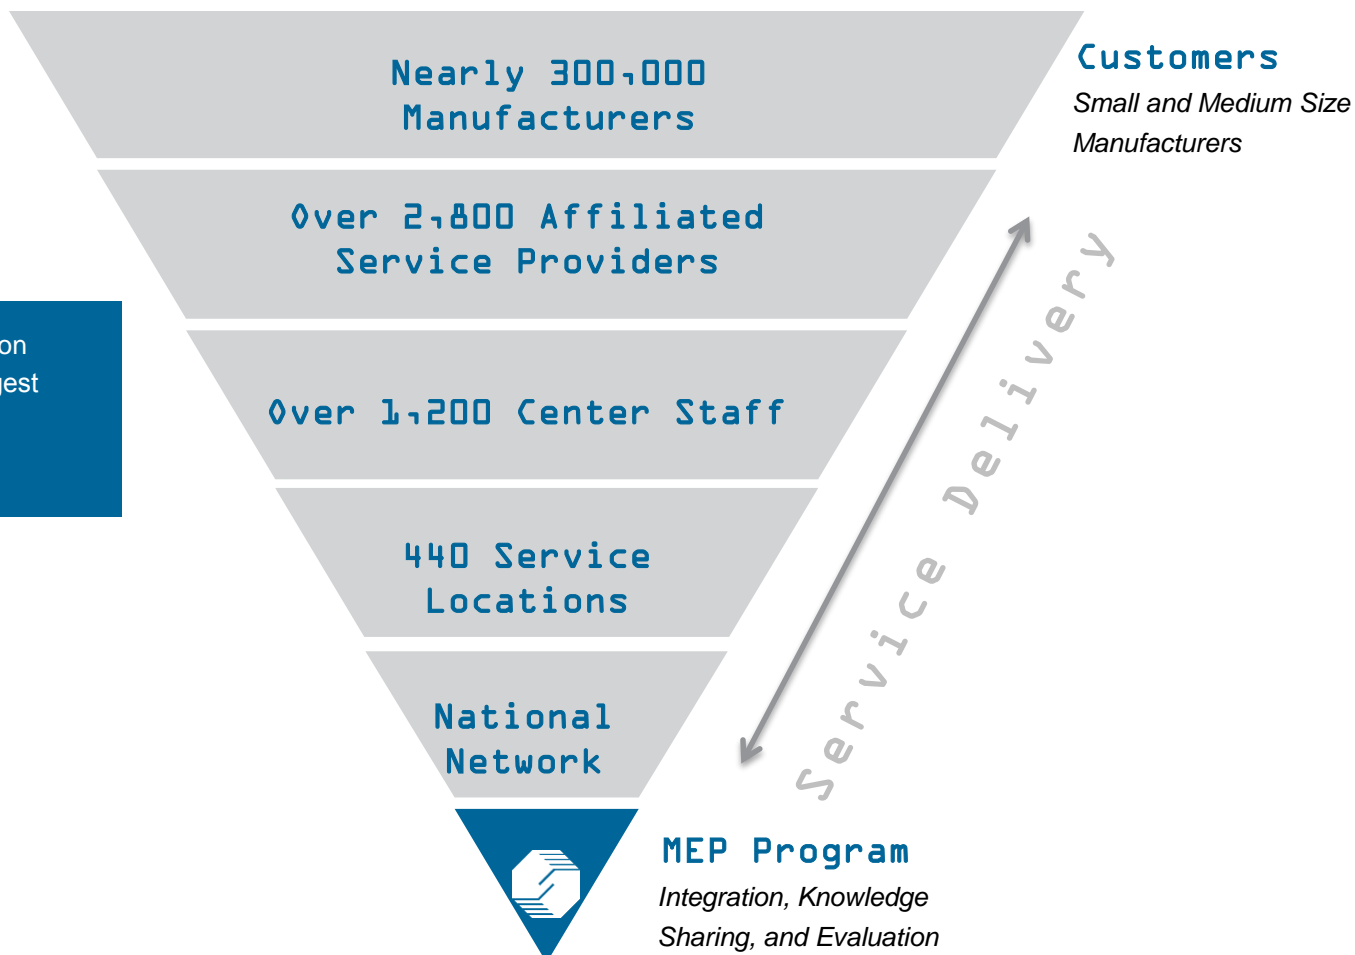 Nearly 300,000
Manufacturers
Customers
Small and Medium Size
Manufacturers
Over 2,800 Affiliated
Service Providers
Over 1,200 Center Staff
440 Service
Locations
National
Network
Service Delivery
MEP Program
Integration, Knowledge
Sharing, and Evaluation